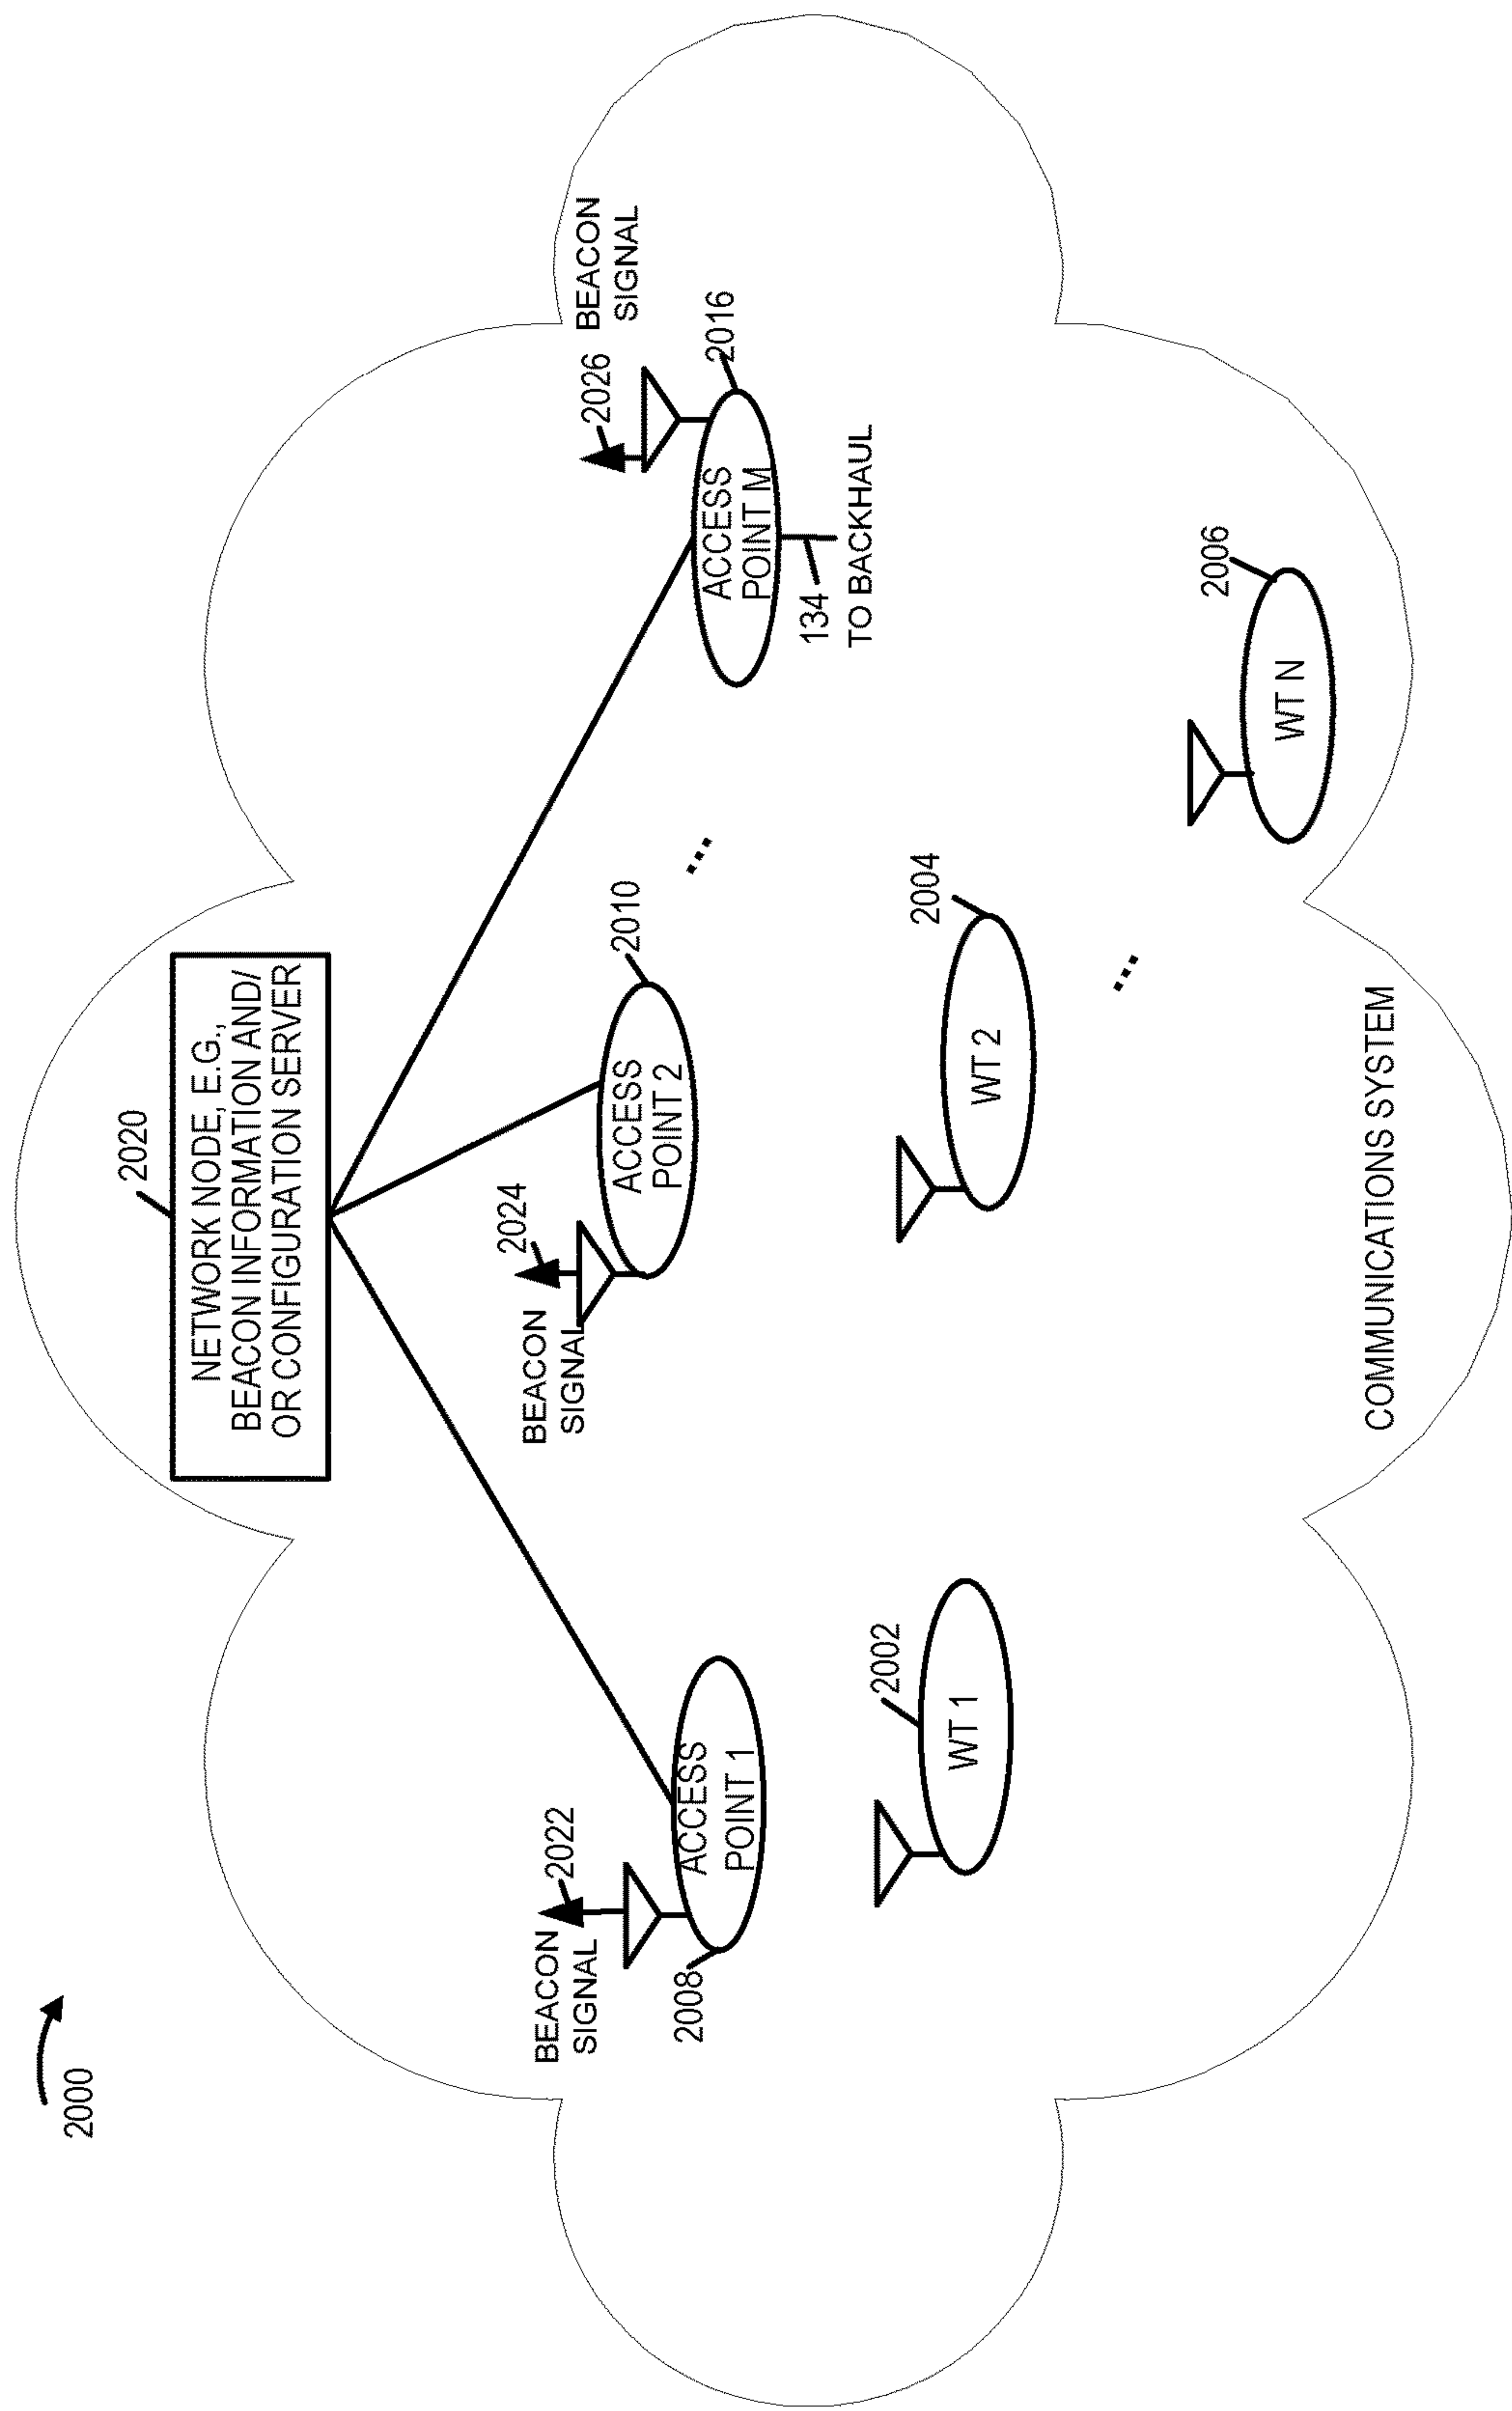 2000
2020
NETWORK NODE, E.G.,
BEACON INFORMATION AND/
OR CONFIGURATION SERVER
BEACON
SIGNAL
2022
2008
ACCESS
POINT 1
BEACON
SIGNAL
2024
2010
ACCESS
POINT 2
...
2026
BEACON
SIGNAL
2016
ACCESS
POINT M
134
TO BACKHAUL
2002
WT 1
2004
WT 2
...
2006
WT N
COMMUNICATIONS SYSTEM